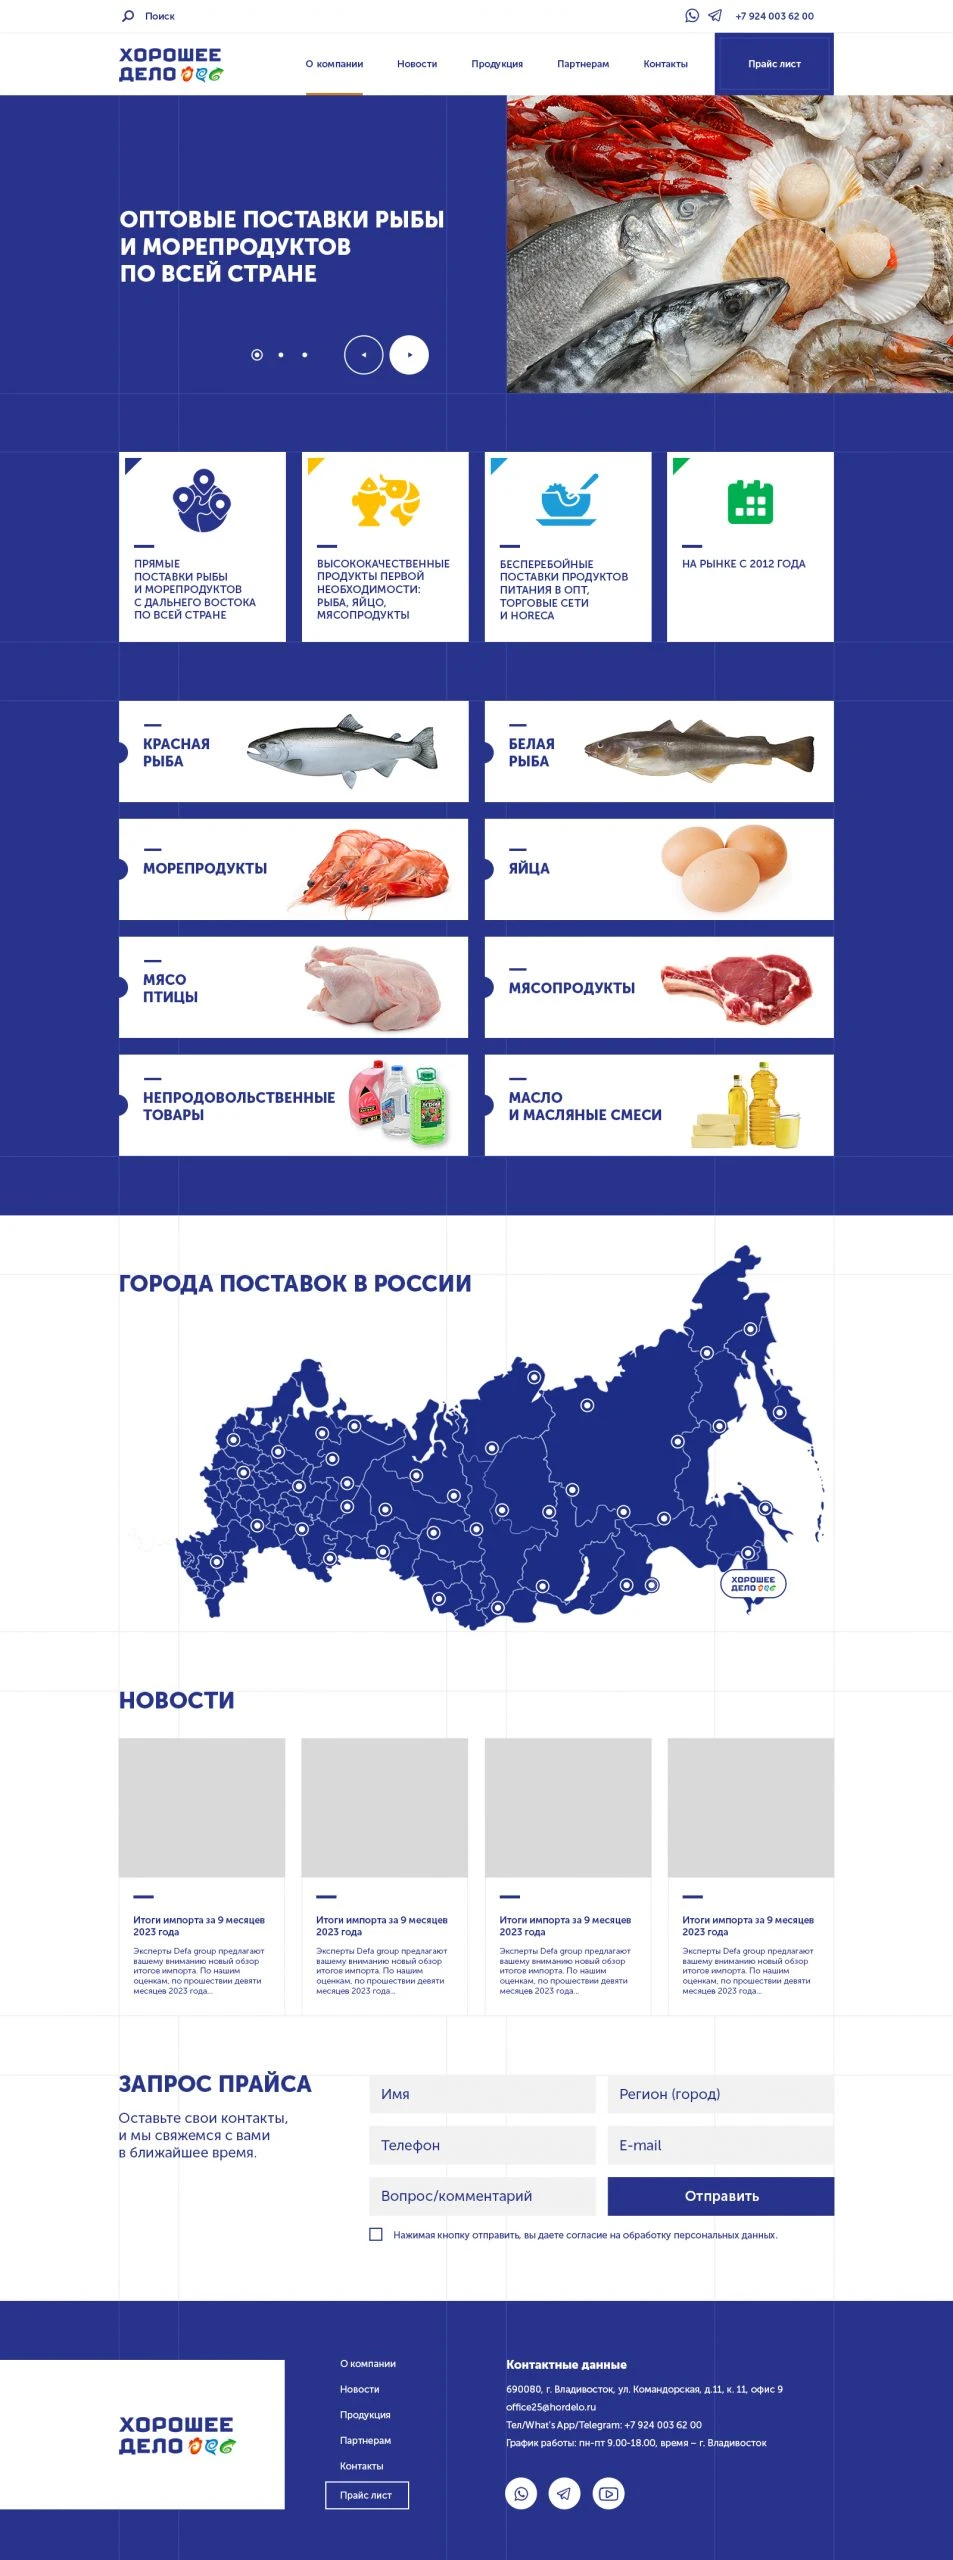 Поиск
+7 924 003 62 00
ХОРОШЕЕ
ДЕЛО
О компании
Новости
Продукция
Партнерам
Контакты
Прайс лист
ОПТОВЫЕ ПОСТАВКИ РЫБЫ
И МОРЕПРОДУКТОВ
ПО ВСЕЙ СТРАНЕ
ПРЯМЫЕ
ПОСТАВКИ РЫБЫ
И МОРЕПРОДУКТОВ
С ДАЛЬНЕГО ВОСТОКА
ПО ВСЕЙ СТРАНЕ
ВЫСОКОКАЧЕСТВЕННЫЕ
ПРОДУКТЫ ПЕРВОЙ
НЕОБХОДИМОСТИ:
РЫБА, ЯЙЦО,
МЯСОПРОДУКТЫ
БЕСПЕРЕБОЙНЫЕ
ПОСТАВКИ ПРОДУКТОВ
ПИТАНИЯ В ОПТ,
ТОРГОВЫЕ СЕТИ
И HORECA
НА РЫНКЕ С 2012 ГОДА
КРАСНАЯ
РЫБА
БЕЛАЯ
РЫБА
МОРЕПРОДУКТЫ
ЯЙЦА
МЯСО
ПТИЦЫ
МЯСОПРОДУКТЫ
НЕПРОДОВОЛЬСТВЕННЫЕ
ТОВАРЫ
МАСЛО
И МАСЛЯНЫЕ СМЕСИ
ГОРОДА ПОСТАВОК В РОССИИ
ХОРОШЕЕ
ДЕЛО
НОВОСТИ
Итоги импорта за 9 месяцев
2023 года
Эксперты Defa group предлагают
вашему вниманию новый обзор
итогов импорта. По нашим
оценкам, по прошествии девяти
месяцев 2023 года...
Итоги импорта за 9 месяцев
2023 года
Эксперты Defa group предлагают
вашему вниманию новый обзор
итогов импорта. По нашим
оценкам, по прошествии девяти
месяцев 2023 года...
Итоги импорта за 9 месяцев
2023 года
Эксперты Defa group предлагают
вашему вниманию новый обзор
итогов импорта. По нашим
оценкам, по прошествии девяти
месяцев 2023 года...
Итоги импорта за 9 месяцев
2023 года
Эксперты Defa group предлагают
вашему вниманию новый обзор
итогов импорта. По нашим
оценкам, по прошествии девяти
месяцев 2023 года...
ЗАПРОС ПРАЙСА
Оставьте свои контакты,
и мы свяжемся с вами
в ближайшее время.
Имя
Регион (город)
Телефон
E-mail
Вопрос/комментарий
Отправить
Нажимая кнопку отправить, вы даете согласие на обработку персональных данных.
ХОРОШЕЕ
ДЕЛО
О компании
Новости
Продукция
Партнерам
Контакты
Прайс лист
Контактные данные
690080, г. Владивосток, ул. Командорская, д.11, к. 11, офис 9
office25@hordelo.ru
Тел/What's App/Telegram: +7 924 003 62 00
График работы: пн-пт 9.00-18.00, время – г. Владивосток